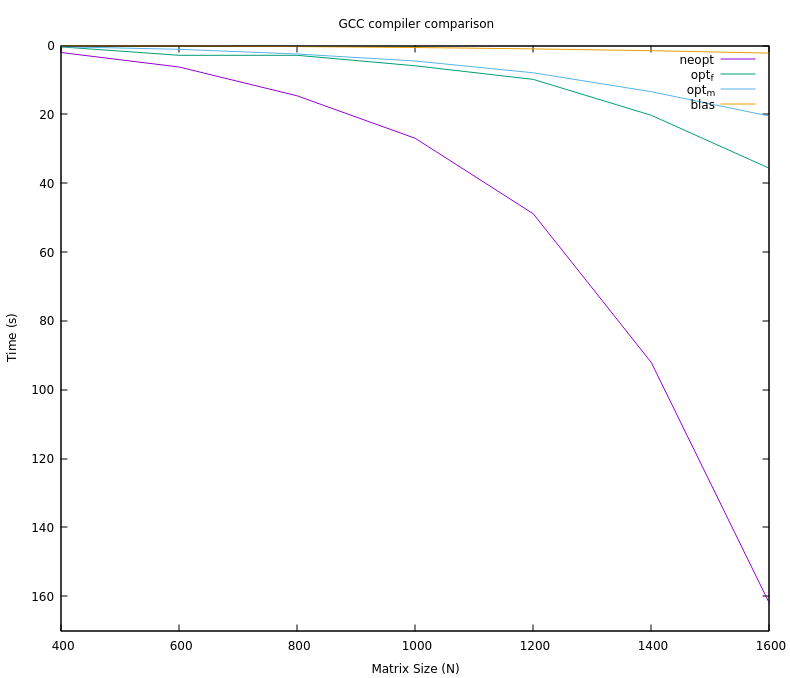 GCC compiler comparison
0
20
40
60
80
100
120
140
160
Time (s)
neopt
opt_f
opt_m
blas
400 600 800 1000 1200 1400 1600
Matrix Size (N)